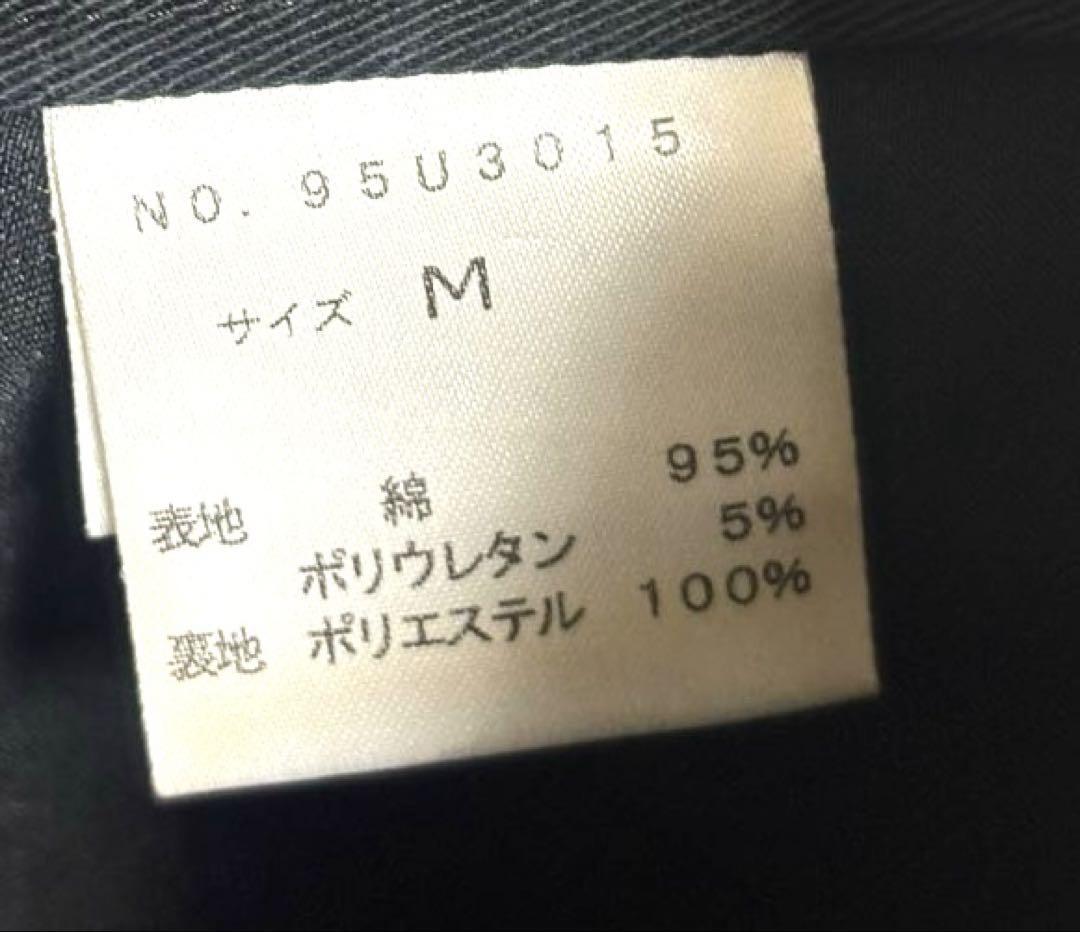 NO. 95U3015
サイズ M
表地 綿 95%
ポリウレタン 5%
裏地 ポリエステル 100%